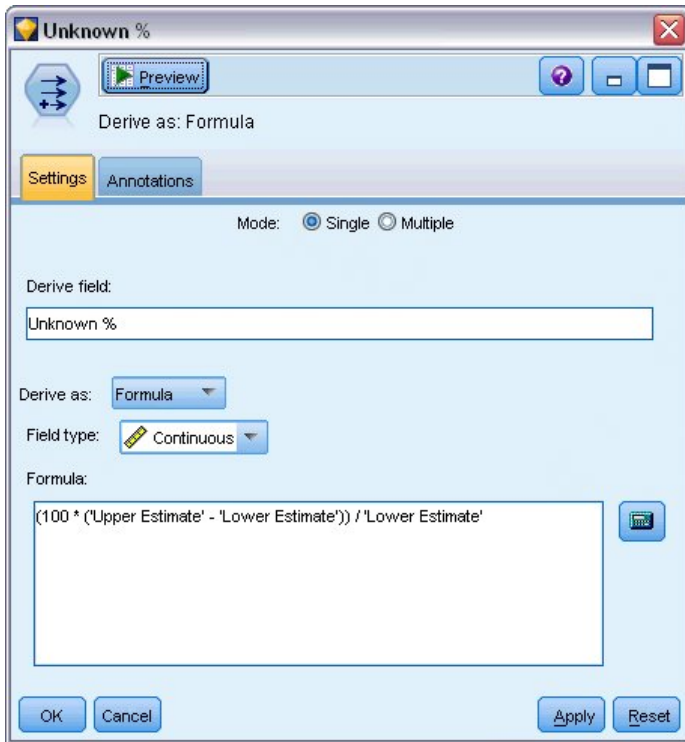 Unknown %
Preview
Derive as: Formula
Settings Annotations
Mode: Single Multiple
Derive field:
Unknown %
Derive as: Formula
Field type: Continuous
Formula:
(100 * ('Upper Estimate' - 'Lower Estimate')) / 'Lower Estimate'
OK Cancel Apply Reset